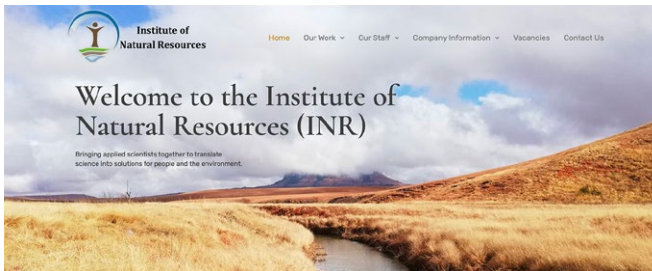 Institute of
Natural Resources
Home Our Work Our Staff Company Information Vacancies Contact Us
Welcome to the Institute of
Natural Resources (INR)
Bringing applied scientists together to translate
science into solutions for people and the environment.